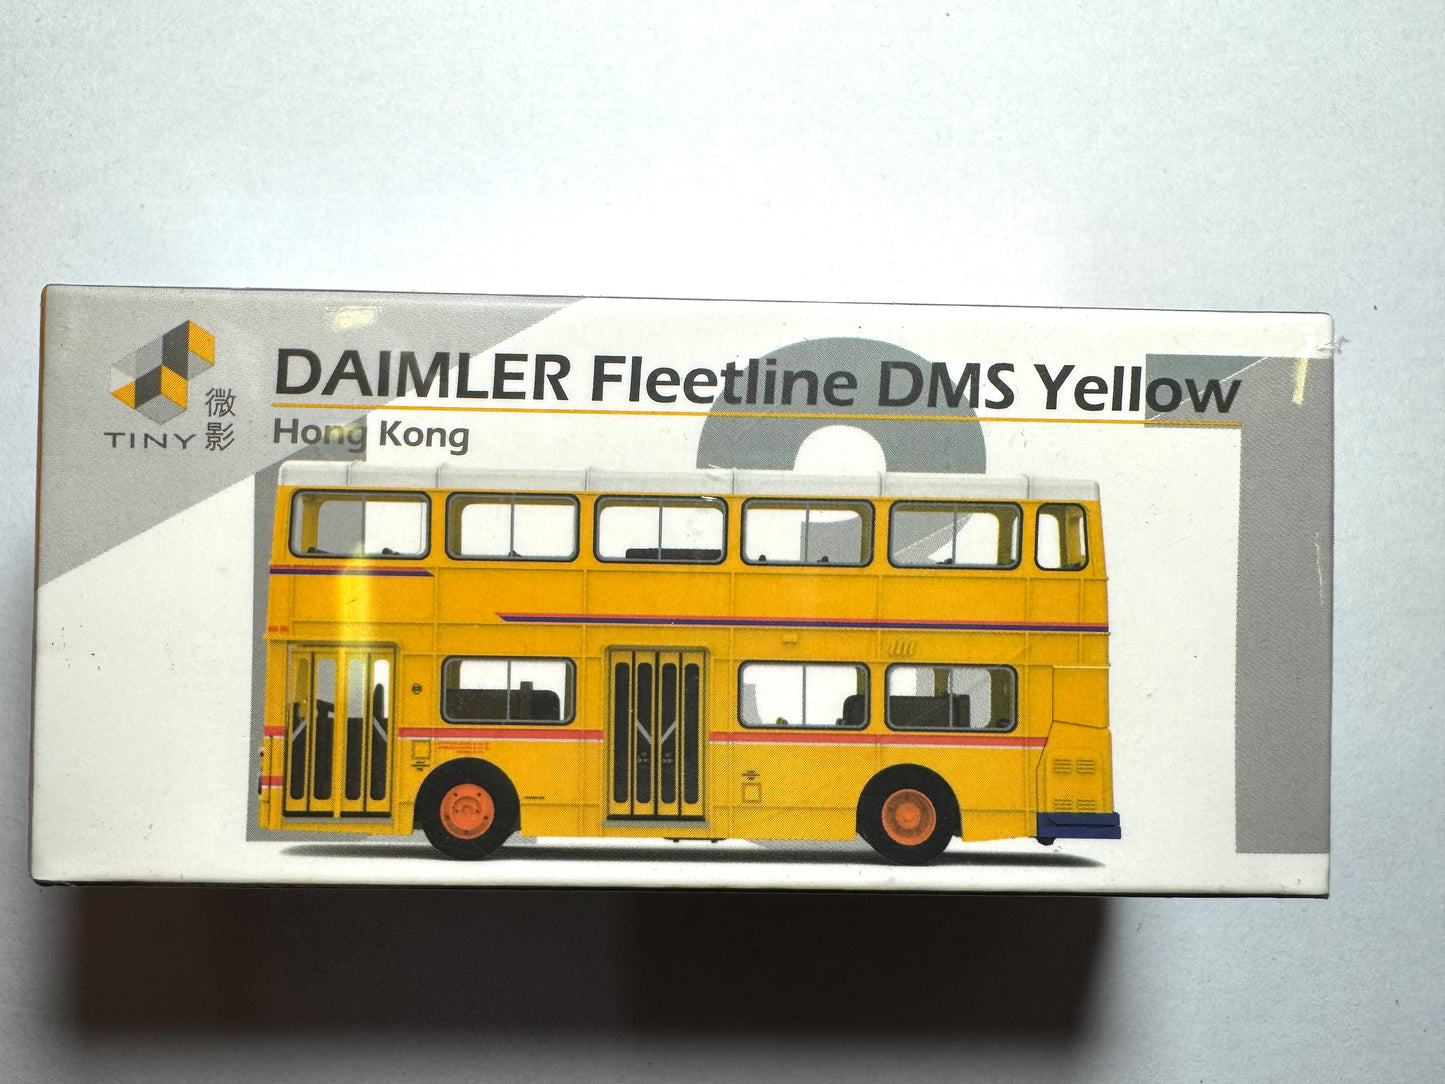 DAIMLER Fleetline DMS Yellow
Hong Kong
TINY 微影